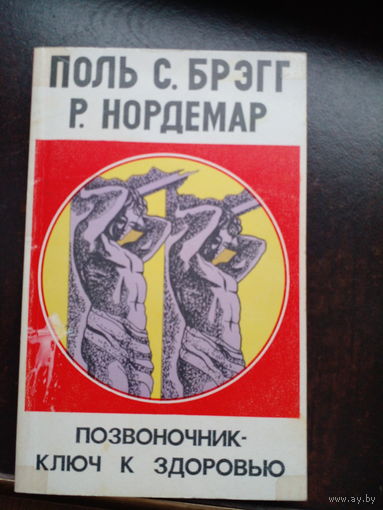 ПОЛЬ С. БРЭГГ
Р. НОРДЕМАР
ПОЗВОНОЧНИК-
КЛЮЧ К ЗДОРОВЬЮ
www.ay.by